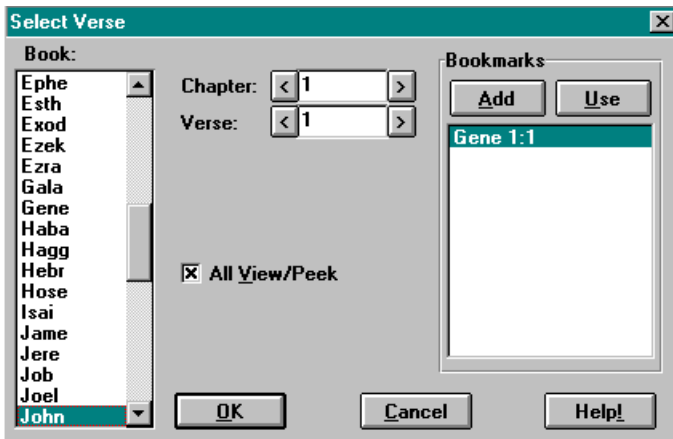 Select Verse
Book:
Ephe
Esth
Exod
Ezek
Ezra
Gala
Gene
Haba
Hagg
Hebr
Hose
Isai
Jame
Jere
Job
Joel
John
Chapter: < 1 >
Verse: < 1 >
All View/Peek
Bookmarks
Add Use
Gene 1:1
OK Cancel Help!